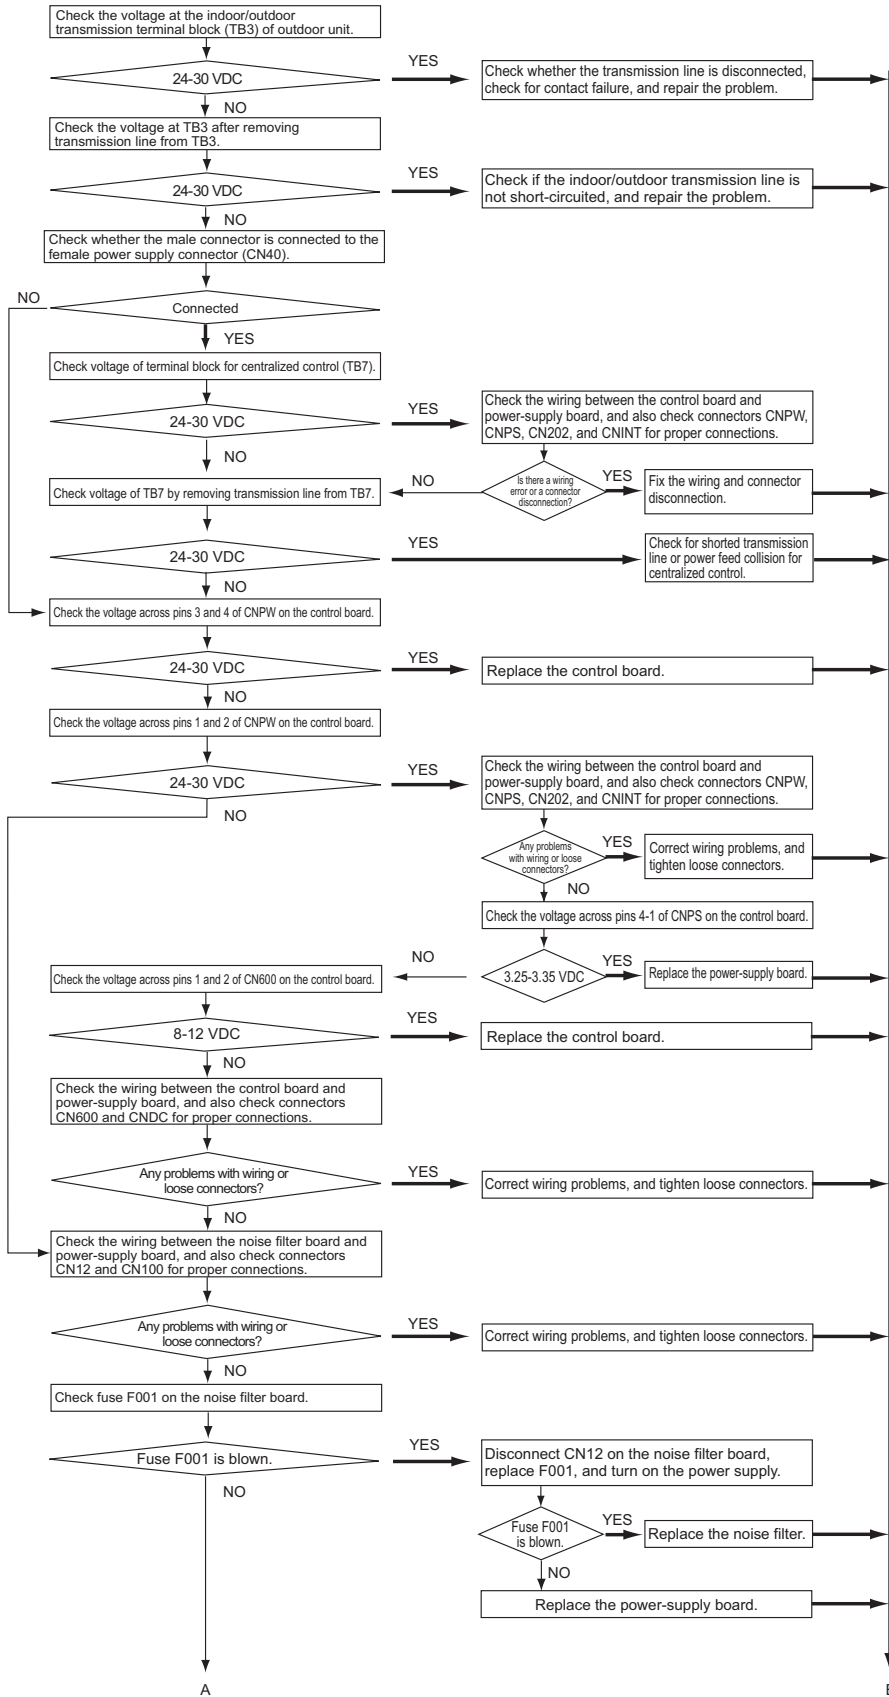 Check the voltage at the indoor/outdoor
transmission terminal block (TB3) of outdoor unit.
24-30 VDC
YES
Check whether the transmission line is disconnected,
check for contact failure, and repair the problem.
NO
Check the voltage at TB3 after removing
transmission line from TB3.
24-30 VDC
YES
Check if the indoor/outdoor transmission line is
not short-circuited, and repair the problem.
NO
Check whether the male connector is connected to the
female power supply connector (CN40).
NO
Connected
YES
Check voltage of terminal block for centralized control (TB7).
24-30 VDC
YES
Check the wiring between the control board and
power-supply board, and also check connectors CNPW,
CNPS, CN202, and CNINT for proper connections.
NO
Is there a wiring
error or a connector
disconnection?
YES
Fix the wiring and connector
disconnection.
NO
Check voltage of TB7 by removing transmission line from TB7.
24-30 VDC
YES
Check for shorted transmission
line or power feed collision for
centralized control.
NO
Check the voltage across pins 3 and 4 of CNPW on the control board.
24-30 VDC
YES
Replace the control board.
NO
Check the voltage across pins 1 and 2 of CNPW on the control board.
24-30 VDC
YES
Check the wiring between the control board and
power-supply board, and also check connectors CNPW,
CNPS, CN202, and CNINT for proper connections.
NO
Any problems
with wiring or loose
connectors?
YES
Correct wiring problems, and
tighten loose connectors.
NO
Check the voltage across pins 4-1 of CNPS on the control board.
3.25-3.35 VDC
YES
Replace the power-supply board.
NO
Check the voltage across pins 1 and 2 of CN600 on the control board.
8-12 VDC
YES
Replace the control board.
NO
Check the wiring between the control board and
power-supply board, and also check connectors
CN600 and CNDC for proper connections.
Any problems with wiring or
loose connectors?
YES
Correct wiring problems, and tighten loose connectors.
NO
Check the wiring between the noise filter board and
power-supply board, and also check connectors
CN12 and CN100 for proper connections.
Any problems with wiring or
loose connectors?
YES
Correct wiring problems, and tighten loose connectors.
NO
Check fuse F001 on the noise filter board.
Fuse F001 is blown.
YES
Disconnect CN12 on the noise filter board,
replace F001, and turn on the power supply.
NO
Fuse F001
is blown.
YES
Replace the noise filter.
NO
Replace the power-supply board.
A